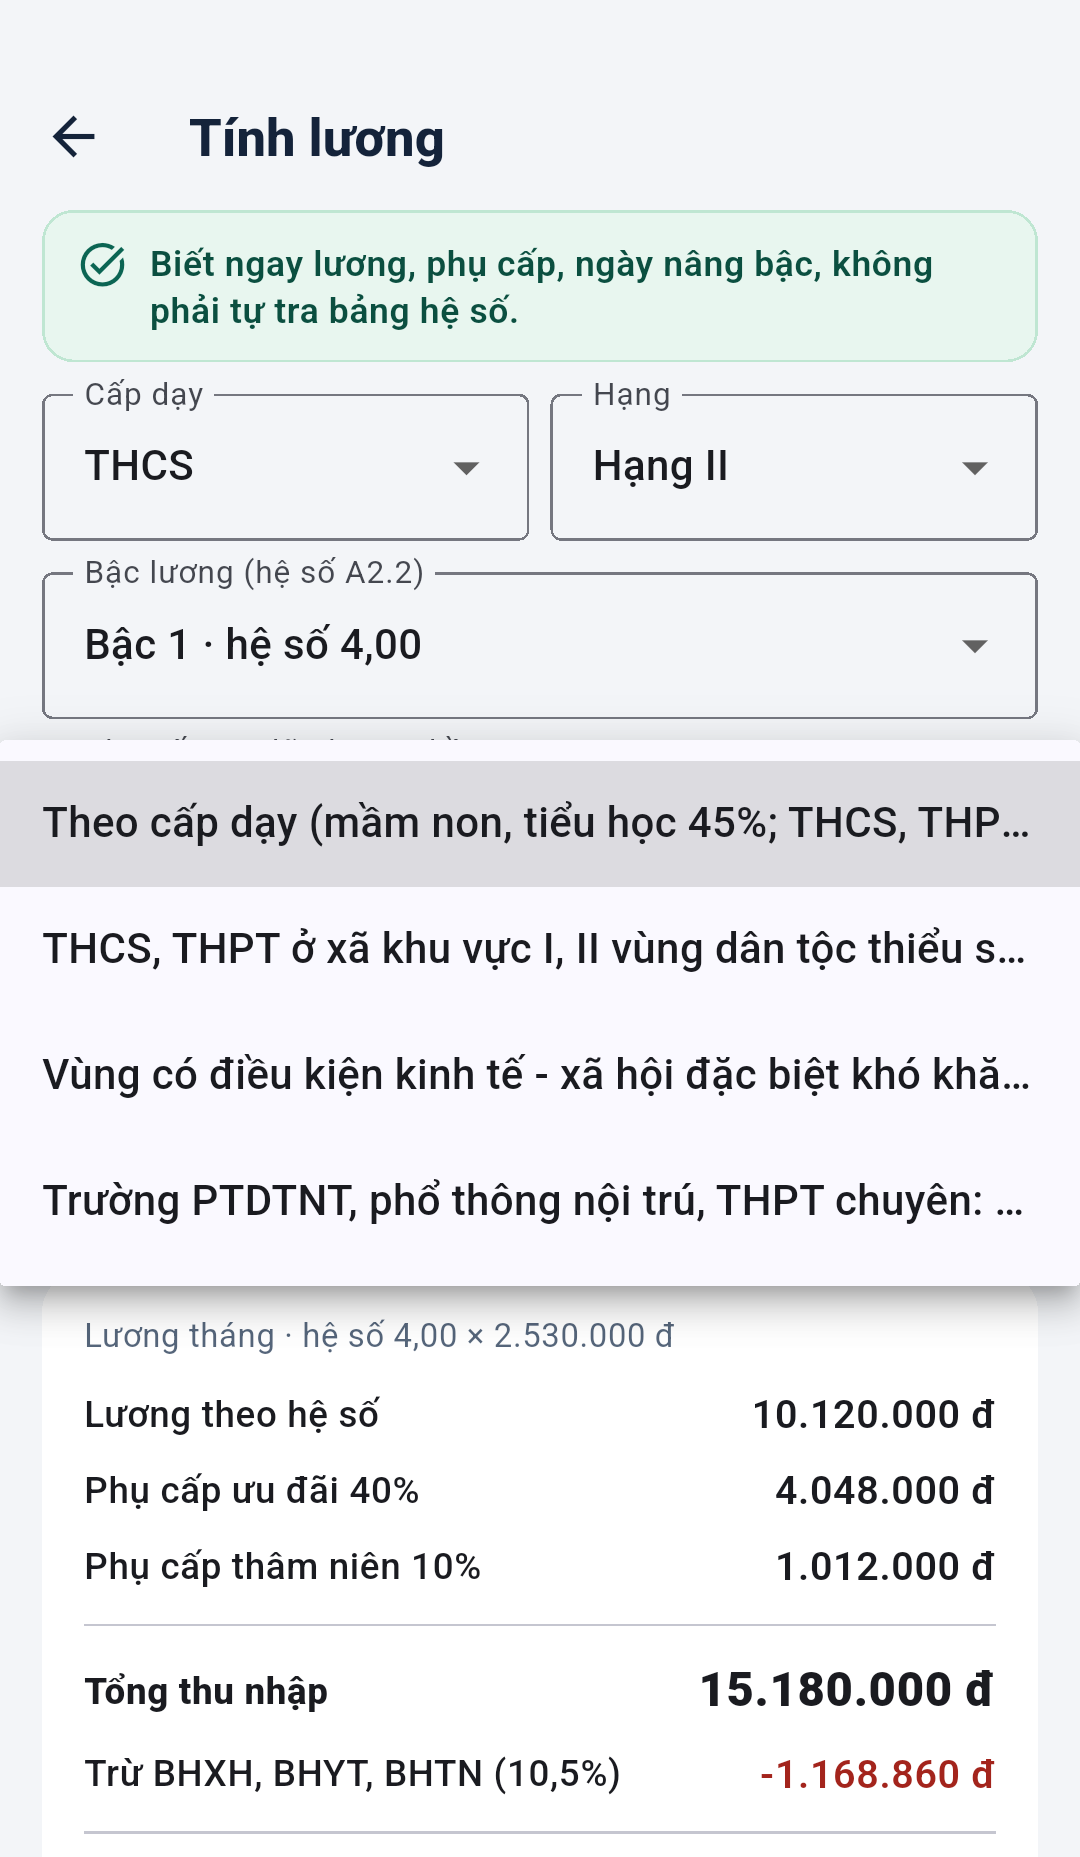 Tính lương
Biết ngay lương, phụ cấp, ngày nâng bậc, không
phải tự tra bảng hệ số.
Cấp dạy
Hạng
THCS
Hạng II
Bậc lương (hệ số A2.2)
Bậc 1 · hệ số 4,00
Theo cấp dạy (mầm non, tiểu học 45%; THCS, THP...
THCS, THPT ở xã khu vực I, II vùng dân tộc thiểu s...
Vùng có điều kiện kinh tế - xã hội đặc biệt khó khă...
Trường PTDTNT, phổ thông nội trú, THPT chuyên: ...
Lương tháng · hệ số 4,00 × 2.530.000 đ
Lương theo hệ số 10.120.000 đ
Phụ cấp ưu đãi 40% 4.048.000 đ
Phụ cấp thâm niên 10% 1.012.000 đ
Tổng thu nhập 15.180.000 đ
Trừ BHXH, BHYT, BHTN (10,5%) -1.168.860 đ